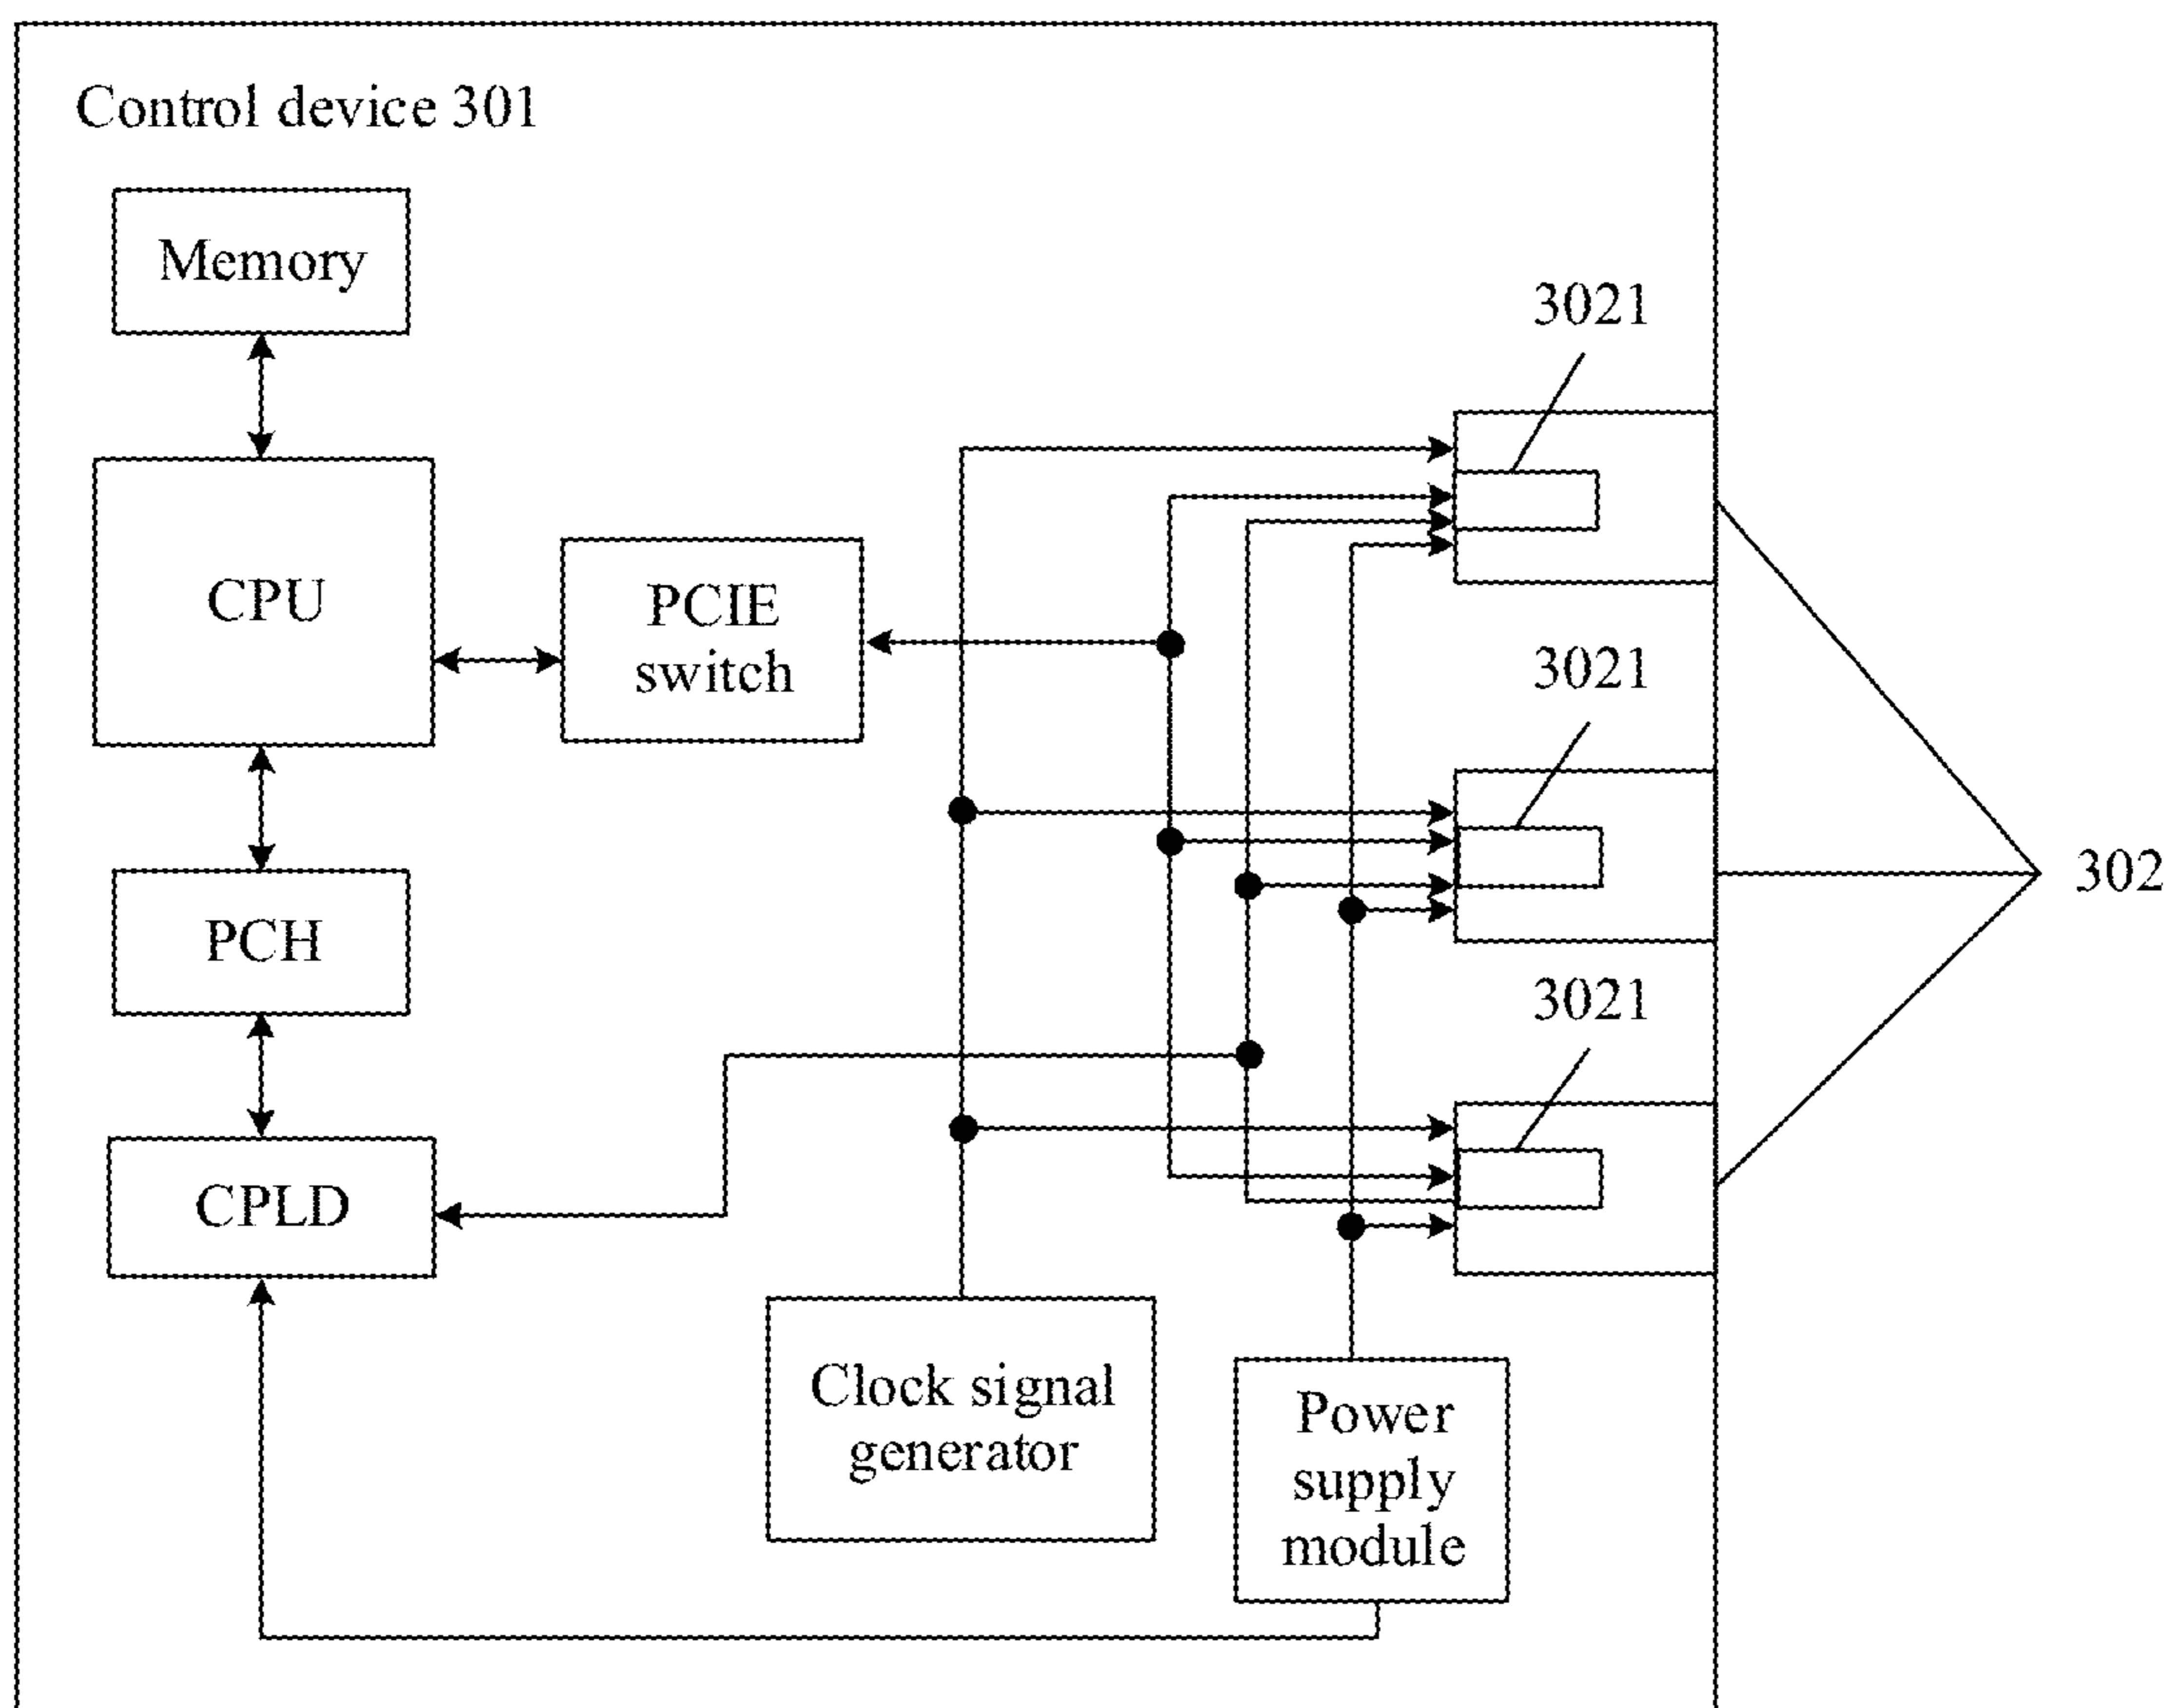 Control device 301
Memory
3021
CPU
PCIE
switch
3021
302
PCH
3021
CPLD
Clock signal
generator
Power
supply
module